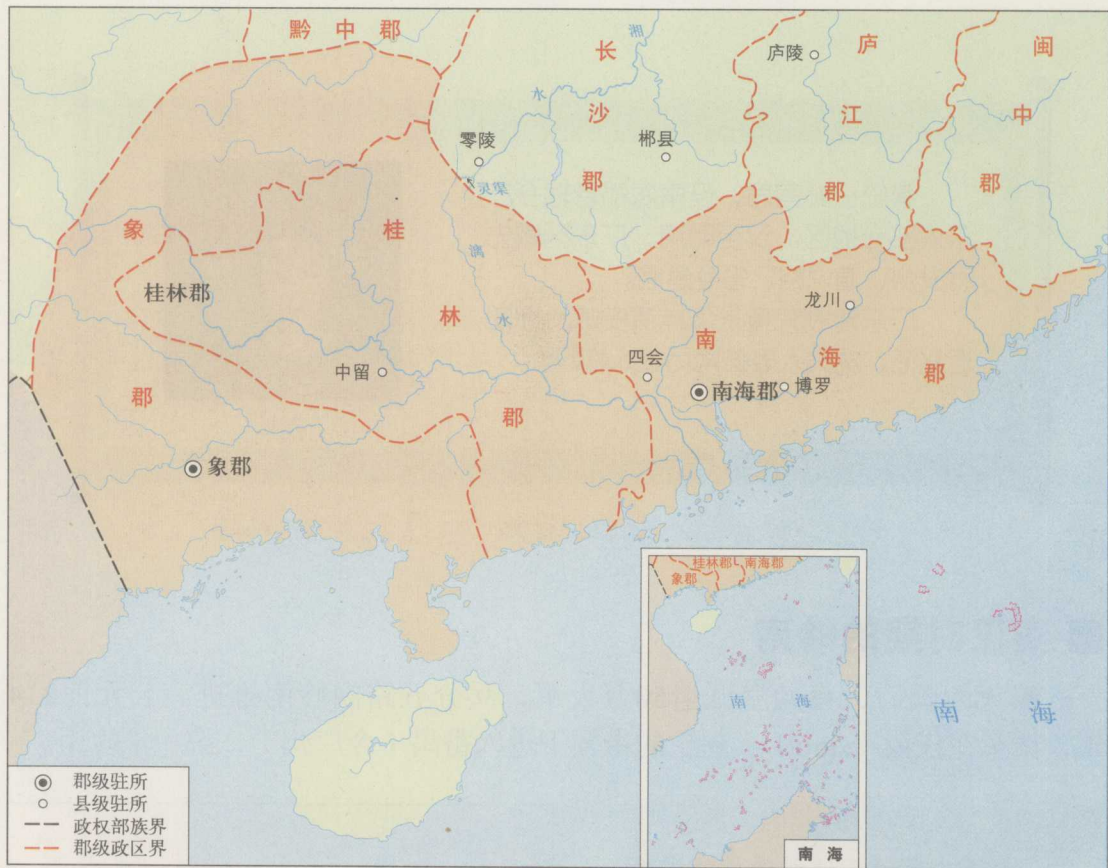 黔中郡
长沙郡
庐江郡
闽中郡
湘水
庐陵
零陵
郴县
灵渠
象郡
桂林郡
漓水
桂林郡
南海郡
龙川
四会
中留
南海郡
博罗
象郡
南海
桂林郡
南海郡
象郡
南海
南海
郡级驻所
县级驻所
政权部族界
郡级政区界